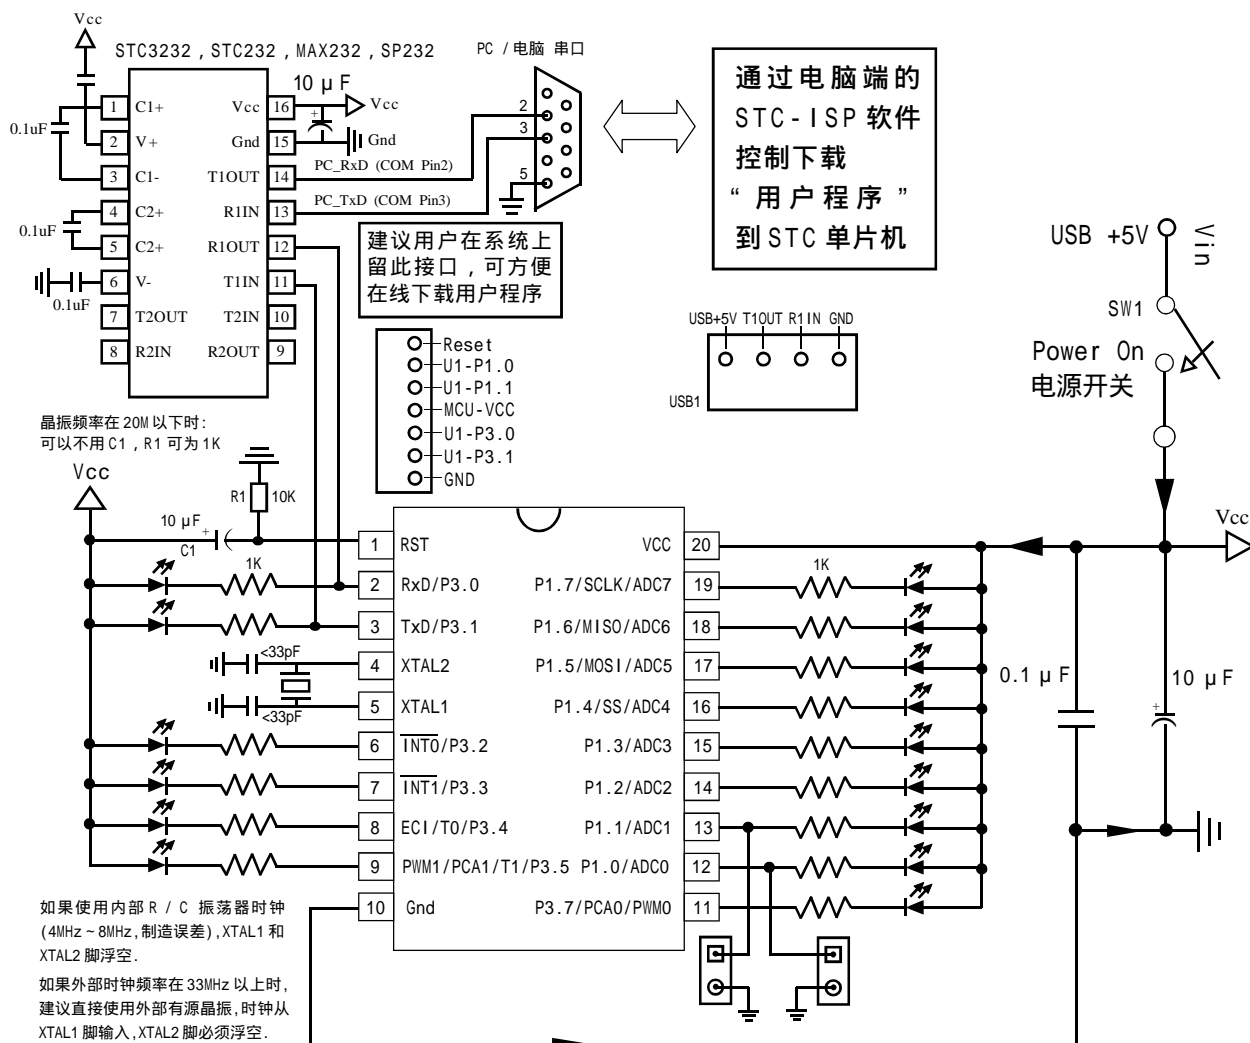 Vcc
STC3232 , STC232 , MAX232 , SP232
1 C1+
2 V+
3 C1-
4 C2+
5 C2+
6 V-
7 T2OUT
8 R2IN
Vcc 16
Gnd 15
T1OUT 14
R1IN 13
R1OUT 12
T1IN 11
T2IN 10
R2OUT 9
0.1uF
0.1uF
0.1uF
10 μF
+
Vcc
Gnd
PC_RxD (COM Pin2)
PC_TxD (COM Pin3)
PC / 电脑 串口
2
3
5
建议用户在系统上
留此接口，可方便
在线下载用户程序
通过电脑端的
STC-ISP 软件
控制下载
“ 用户程序 ”
到 STC 单片机
USB +5V
Vin
SW1
Power On
电源开关
USB+5V T1OUT R1IN GND
USB1
Reset
U1-P1.0
U1-P1.1
MCU-VCC
U1-P3.0
U1-P3.1
GND
晶振频率在 20M 以下时:
可以不用 C1 , R1 可为 1K
Vcc
R1
10K
10 μF
+
C1
1K
<33pF
<33pF
1 RST
2 RxD/P3.0
3 TxD/P3.1
4 XTAL2
5 XTAL1
6 INT0/P3.2
7 INT1/P3.3
8 ECI/T0/P3.4
9 PWM1/PCA1/T1/P3.5
10 Gnd
VCC 20
P1.7/SCLK/ADC7 19
P1.6/MISO/ADC6 18
P1.5/MOSI/ADC5 17
P1.4/SS/ADC4 16
P1.3/ADC3 15
P1.2/ADC2 14
P1.1/ADC1 13
P1.0/ADC0 12
P3.7/PCA0/PWM0 11
1K
Vcc
0.1 μF
10 μF
+
如果使用内部 R / C 振荡器时钟
(4MHz ~ 8MHz,制造误差),XTAL1 和
XTAL2 脚浮空.
如果外部时钟频率在 33MHz 以上时,
建议直接使用外部有源晶振,时钟从
XTAL1 脚输入,XTAL2 脚必须浮空.